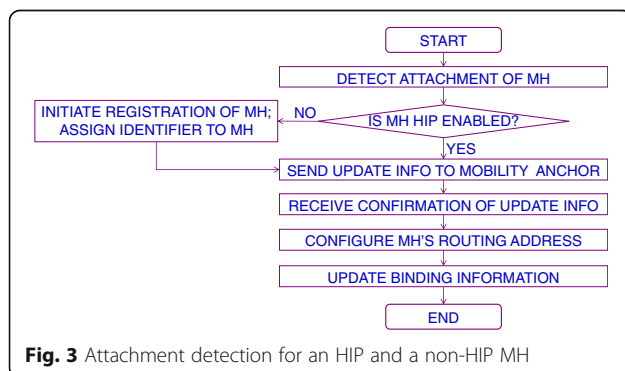 START
DETECT ATTACHMENT OF MH
IS MH HIP ENABLED?
NO
INITIATE REGISTRATION OF MH;
ASSIGN IDENTIFIER TO MH
YES
SEND UPDATE INFO TO MOBILITY ANCHOR
RECEIVE CONFIRMATION OF UPDATE INFO
CONFIGURE MH'S ROUTING ADDRESS
UPDATE BINDING INFORMATION
END
Fig. 3 Attachment detection for an HIP and a non-HIP MH